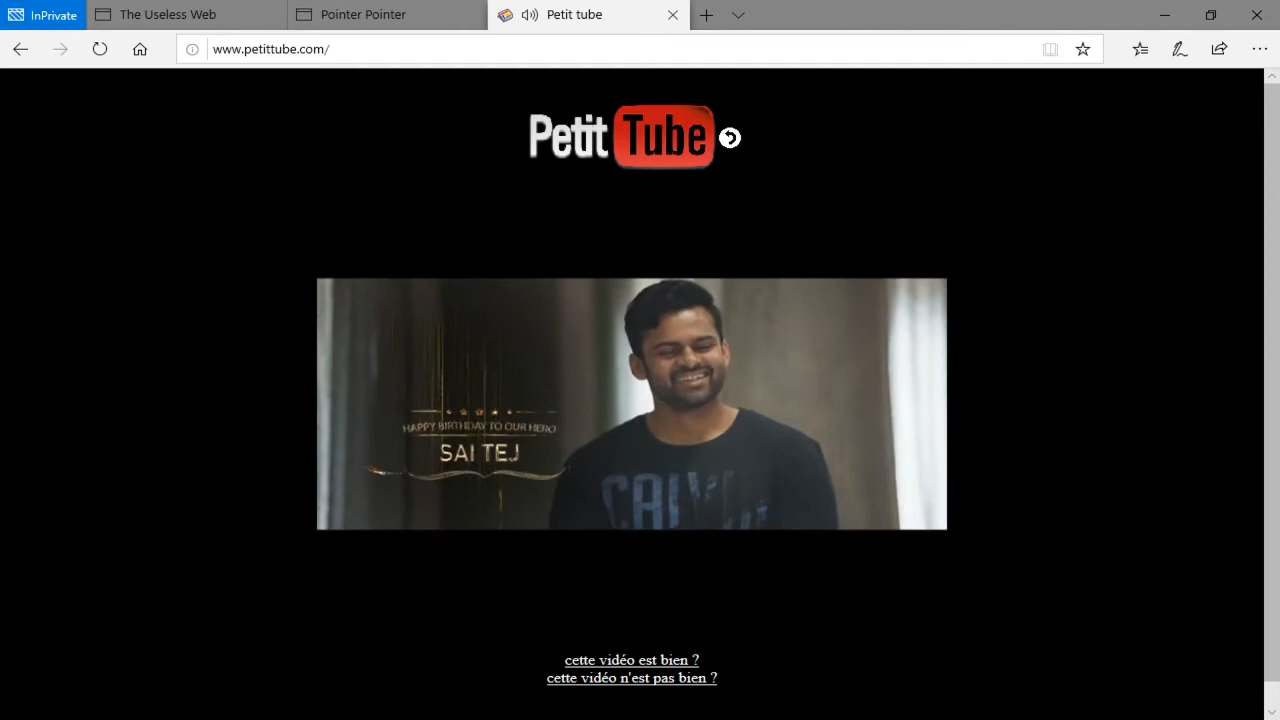 InPrivate
The Useless Web
Pointer Pointer
Petit tube
www.petittube.com/
Petit Tube
HAPPY BIRTHDAY TO OUR HERO
SAI TEJ
cette vidéo est bien ?
cette vidéo n'est pas bien ?